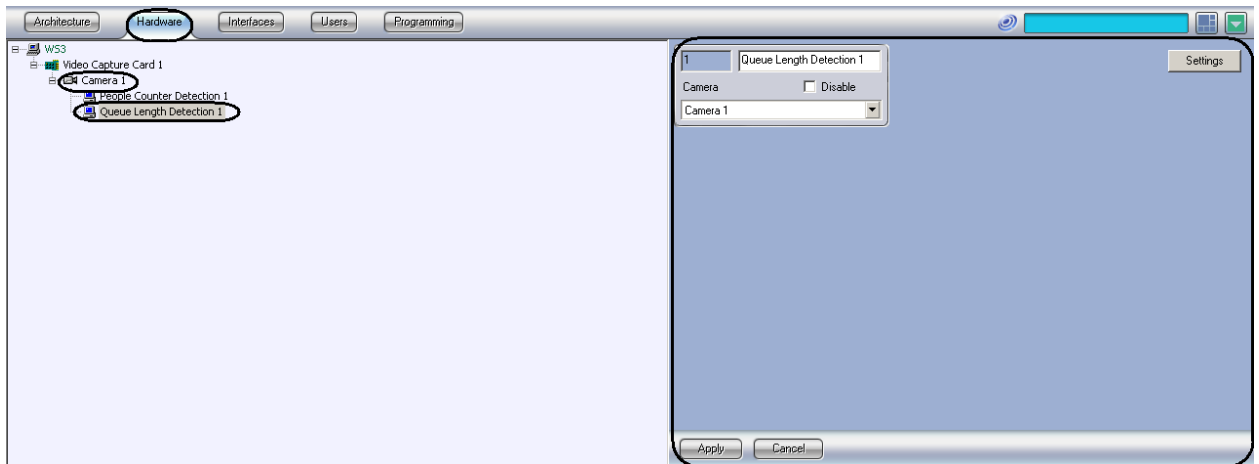 Architecture Hardware Interfaces Users Programming
WS3
Video Capture Card 1
Camera 1
People Counter Detection 1
Queue Length Detection 1
1 Queue Length Detection 1 Settings
Camera Disable
Camera 1
Apply Cancel